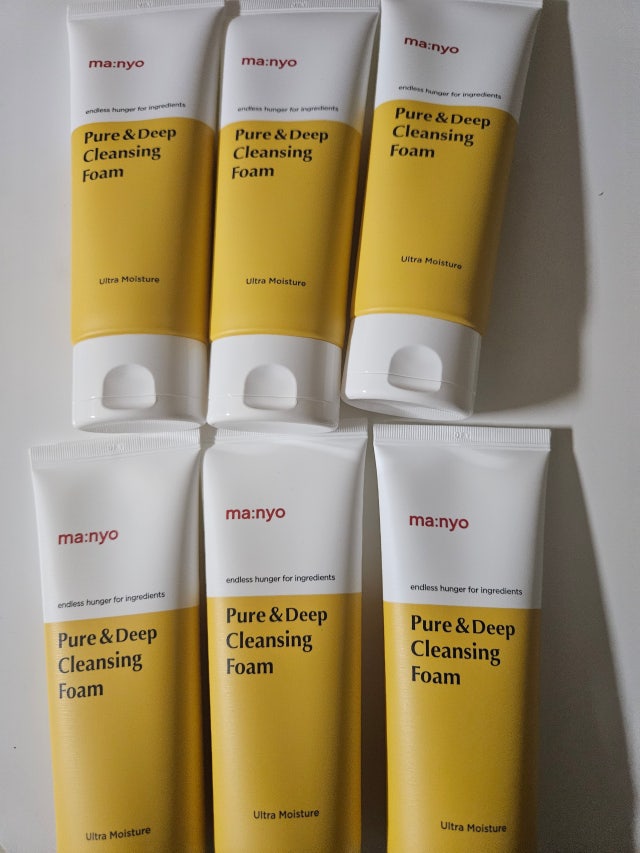 ma:nyo
endless hunger for ingredients
Pure & Deep
Cleansing
Foam
Ultra Moisture
ma:nyo
endless hunger for ingredients
Pure & Deep
Cleansing
Foam
Ultra Moisture
ma:nyo
endless hunger for ingredients
Pure & Deep
Cleansing
Foam
Ultra Moisture
ma:nyo
endless hunger for ingredients
Pure & Deep
Cleansing
Foam
Ultra Moisture
ma:nyo
endless hunger for ingredients
Pure & Deep
Cleansing
Foam
Ultra Moisture
ma:nyo
endless hunger for ingredients
Pure & Deep
Cleansing
Foam
Ultra Moisture